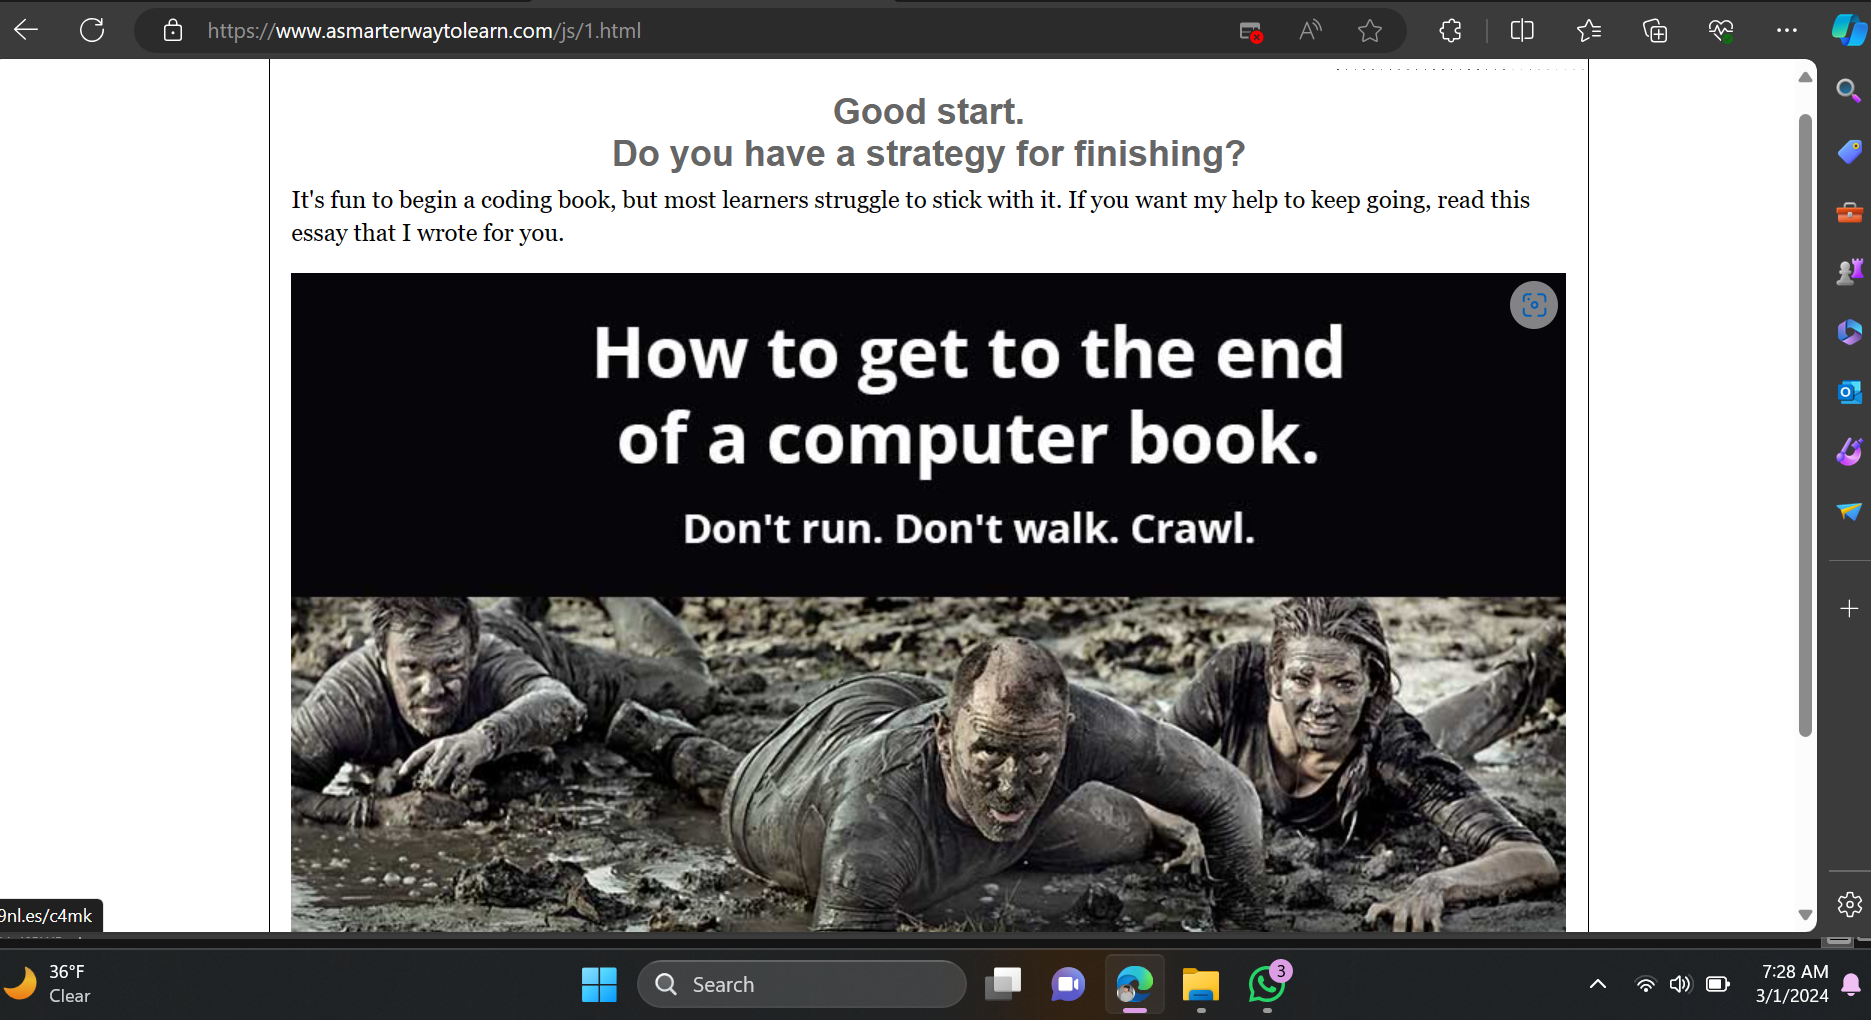 https://www.asmarterwaytolearn.com/js/1.html
Good start.
Do you have a strategy for finishing?
It's fun to begin a coding book, but most learners struggle to stick with it. If you want my help to keep going, read this
essay that I wrote for you.
How to get to the end
of a computer book.
Don't run. Don't walk. Crawl.
9nl.es/c4mk
36°F
Clear
Search
3
7:28 AM
3/1/2024